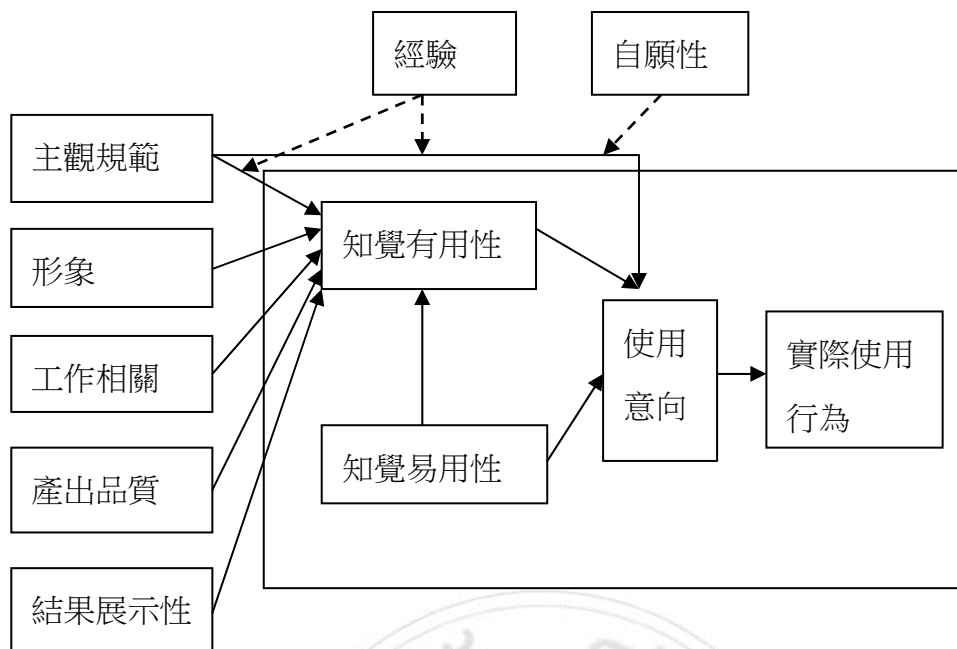 經驗
自願性
主觀規範
形象
工作相關
產出品質
結果展示性
知覺有用性
知覺易用性
使用
意向
實際使用
行為